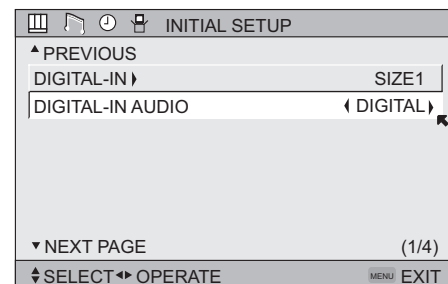 INITIAL SETUP
PREVIOUS
DIGITAL-IN SIZE1
DIGITAL-IN AUDIO DIGITAL
NEXT PAGE (1/4)
SELECT OPERATE MENU EXIT